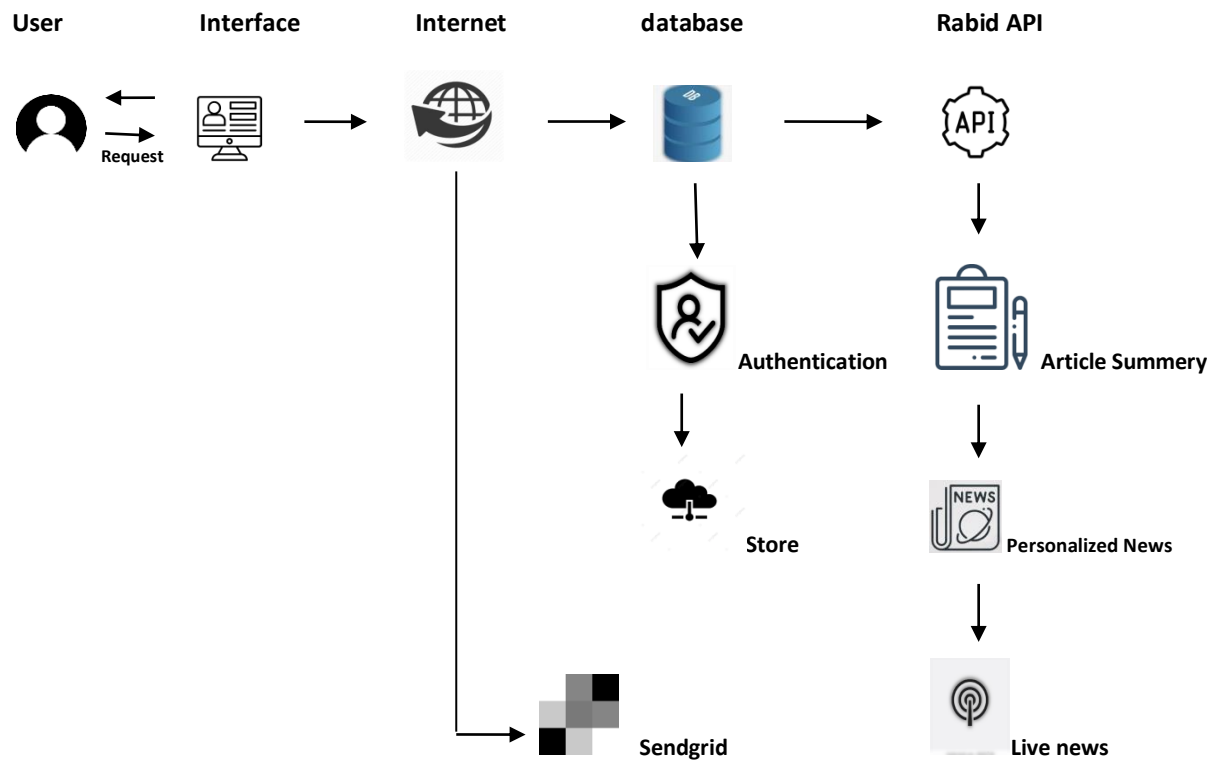 User
Interface
Internet
database
Rabid API
DB
API
Request
Authentication
Article Summery
NEWS
Store
Personalized News
Sendgrid
Live news